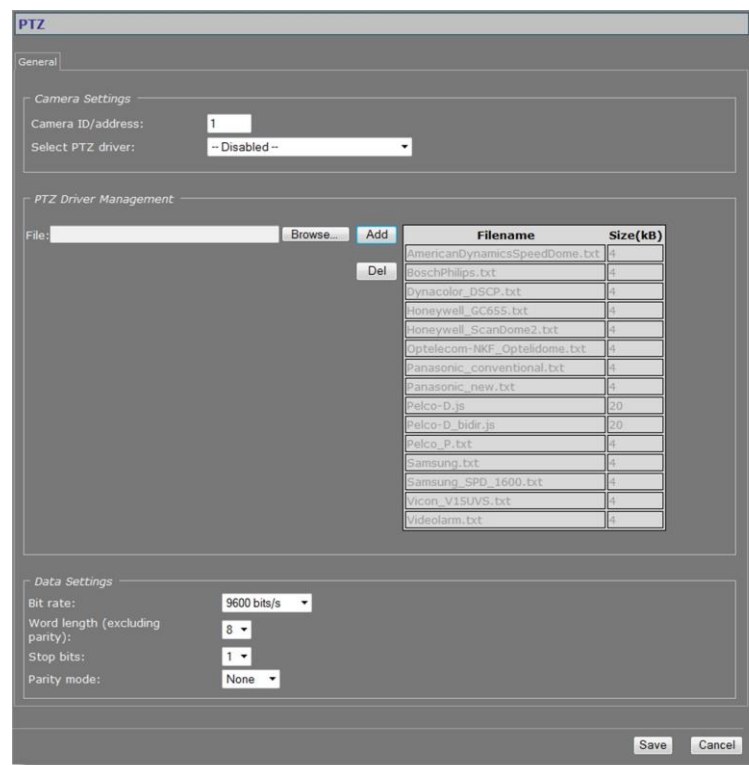 PTZ
General
Camera Settings
Camera ID/address: 1
Select PTZ driver: -- Disabled --
PTZ Driver Management
File: Browse... Add
Del
Filename Size(kB)
AmericanDynamicsSpeedDome.txt 4
BoschPhilips.txt 4
Dynacolor_DSCP.txt 4
Honeywell_GC655.txt 4
Honeywell_ScanDome2.txt 4
Optelecom-NKF_Optelidome.txt 4
Panasonic_conventional.txt 4
Panasonic_new.txt 4
Pelco-D.js 20
Pelco-D_bidir.js 20
Pelco_P.txt 4
Samsung.txt 4
Samsung_SPD_1600.txt 4
Vicon_V15UVS.txt 4
Videolarm.txt 4
Data Settings
Bit rate: 9600 bits/s
Word length (excluding
parity): 8
Stop bits: 1
Parity mode: None
Save Cancel